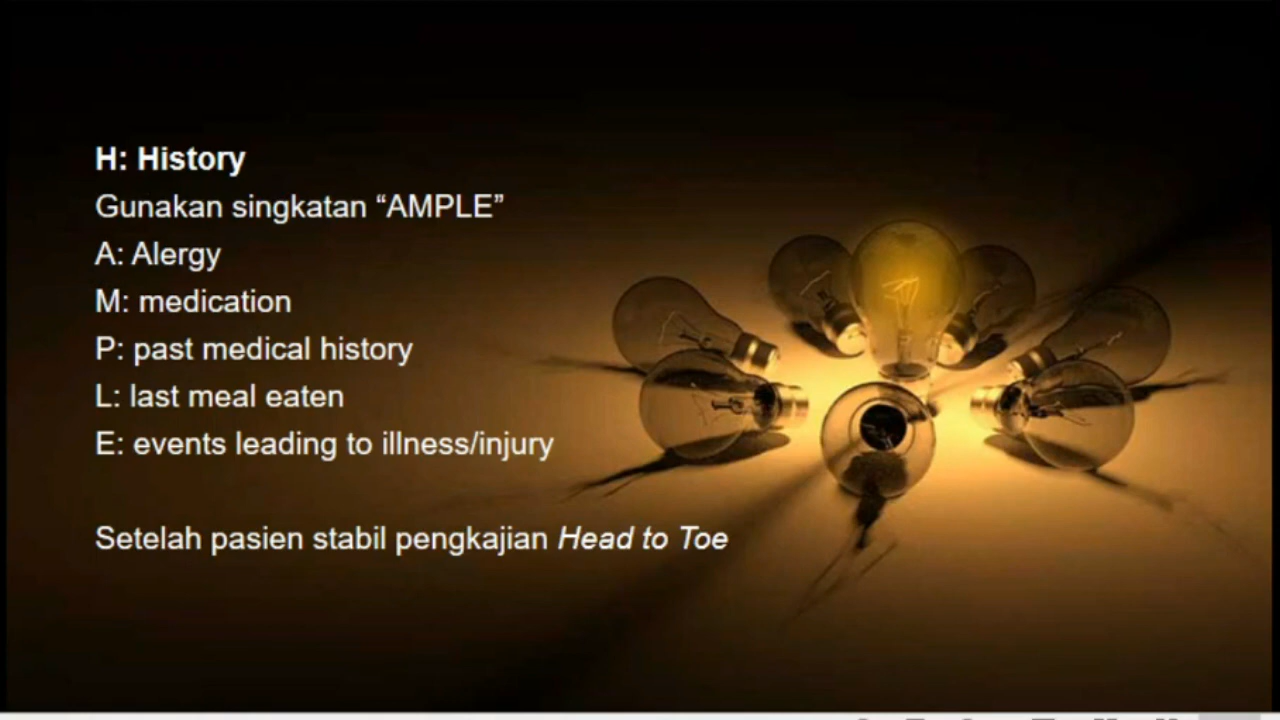 H: History
Gunakan singkatan “AMPLE”
A: Alergy
M: medication
P: past medical history
L: last meal eaten
E: events leading to illness/injury
Setelah pasien stabil pengkajian Head to Toe